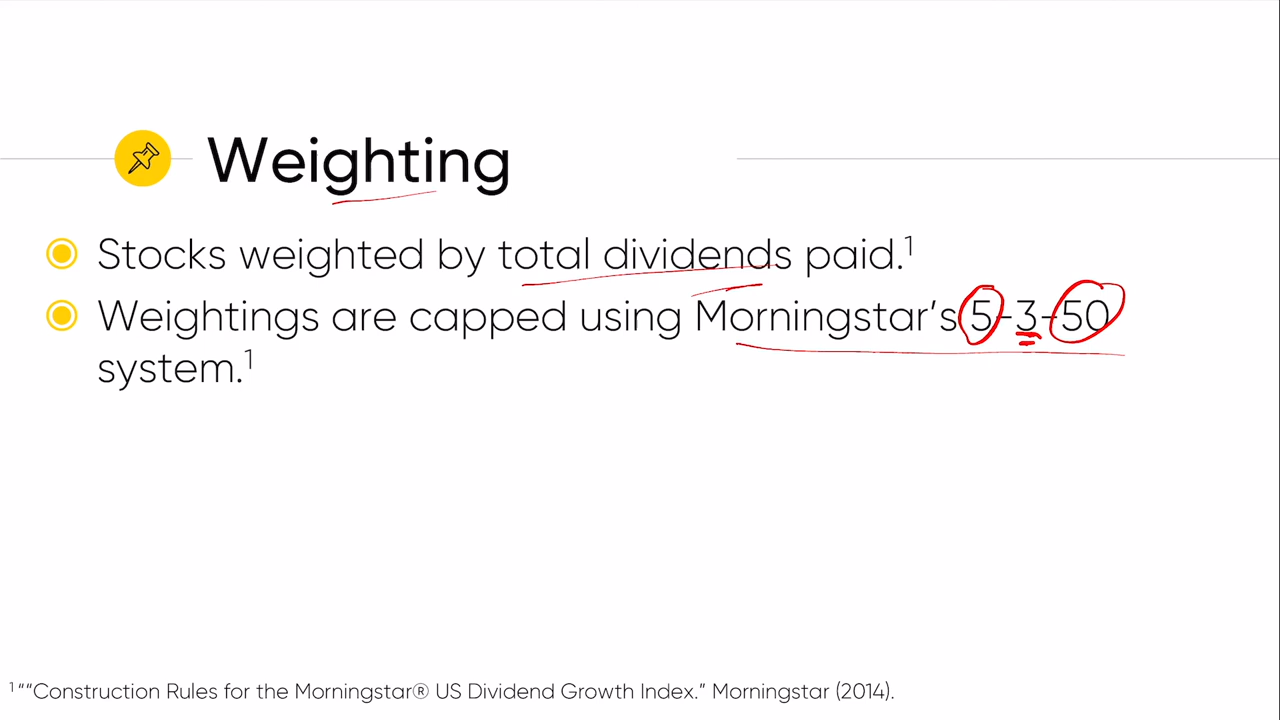 Weighting
Stocks weighted by total dividends paid.¹
Weightings are capped using Morningstar’s 5-3-50
system.¹
¹““Construction Rules for the Morningstar® US Dividend Growth Index.” Morningstar (2014).